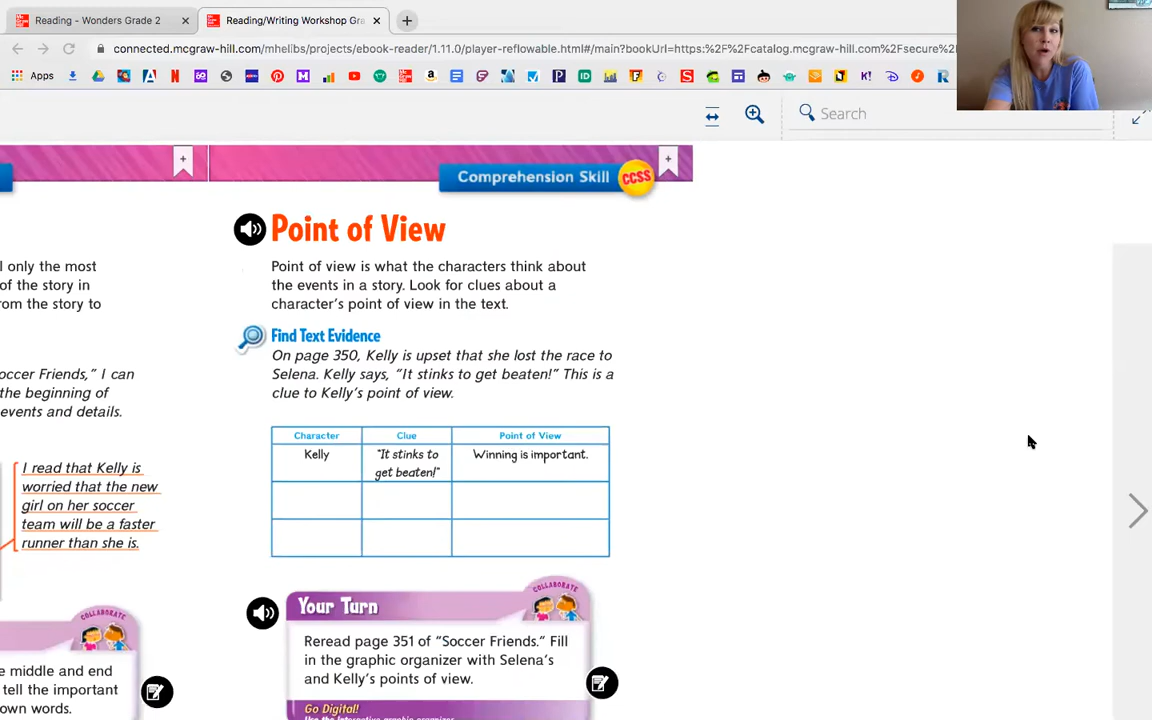 Reading - Wonders Grade 2
Reading/Writing Workshop Gra
connected.mcgraw-hill.com/mhelibs/projects/ebook-reader/1.11.0/player-reflowable.html#/main?bookUrl=https:%2F%2Fcatalog.mcgraw-hill.com%2Fsecure%2F
Apps
Search
Comprehension Skill
CCSS
Point of View
Point of view is what the characters think about
the events in a story. Look for clues about a
character's point of view in the text.
Find Text Evidence
On page 350, Kelly is upset that she lost the race to
Selena. Kelly says, "It stinks to get beaten!" This is a
clue to Kelly's point of view.
Character Clue Point of View
Kelly "It stinks to get beaten!" Winning is important.
Your Turn
COLLABORATE
Reread page 351 of "Soccer Friends." Fill
in the graphic organizer with Selena's
and Kelly's points of view.
Go Digital!
only the most
of the story in
rom the story to
occer Friends," I can
the beginning of
events and details.
I read that Kelly is
worried that the new
girl on her soccer
team will be a faster
runner than she is.
COLLABORATE
e middle and end
tell the important
own words.